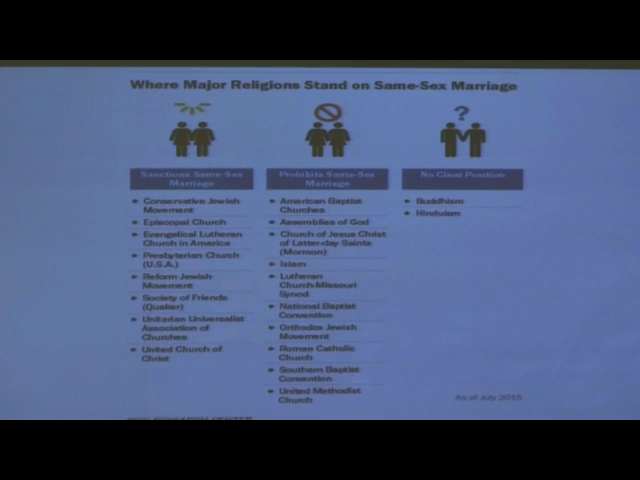 Where Major Religions Stand on Same-Sex Marriage
?
Sanctions Same-Sex
Marriage
Conservative Jewish
Movement
Episcopal Church
Evangelical Lutheran
Church in America
Presbyterian Church
(U.S.A.)
Reform Jewish
Movement
Society of Friends
(Quaker)
Unitarian Universalist
Association of
Churches
United Church of
Christ
Prohibits Same-Sex
Marriage
American Baptist
Churches
Assemblies of God
Church of Jesus Christ
of Latter-day Saints
(Mormon)
Islam
Lutheran
Church-Missouri
Synod
National Baptist
Convention
Orthodox Jewish
Movement
Roman Catholic
Church
Southern Baptist
Convention
United Methodist
Church
No Clear Position
Buddhism
Hinduism
As of July 2015